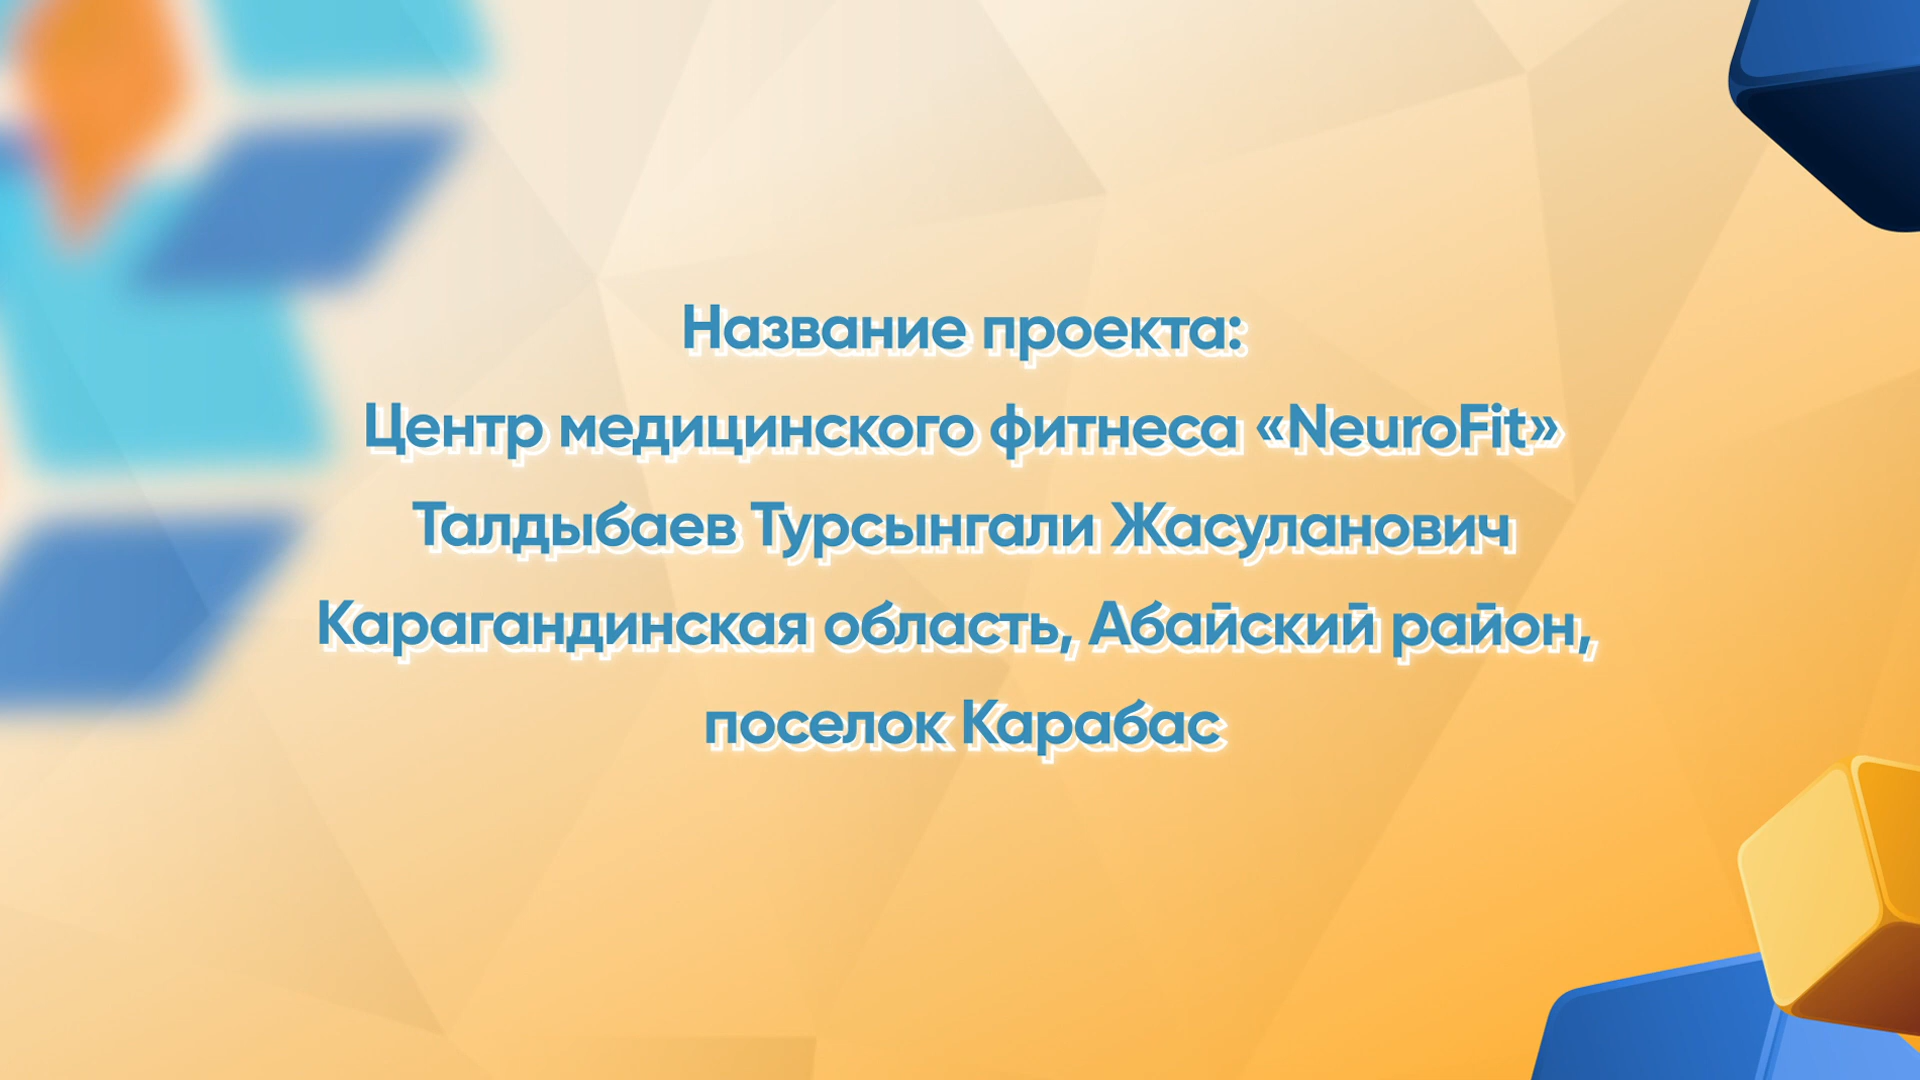 Название проекта:
Центр медицинского фитнеса «NeuroFit»
Талдыбаев Турсынгали Жасуланович
Карагандинская область, Абайский район,
поселок Карабас